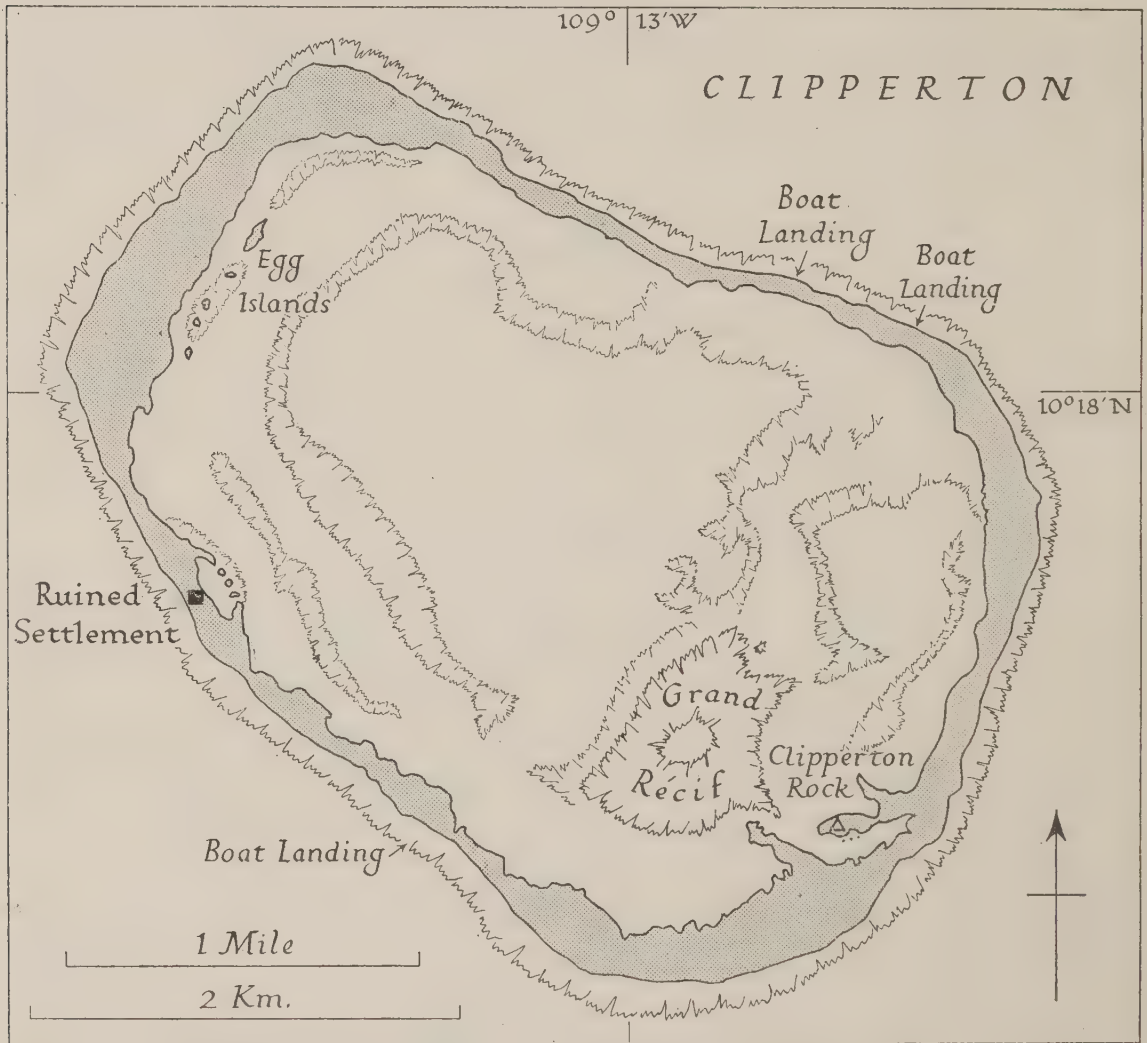 109° 13'W
CLIPPERTON
Boat
Landing
Boat
Landing
Egg
Islands
10° 18' N
Ruined
Settlement
Grand
Récif
Clipperton
Rock
Boat Landing
1 Mile
2 Km.